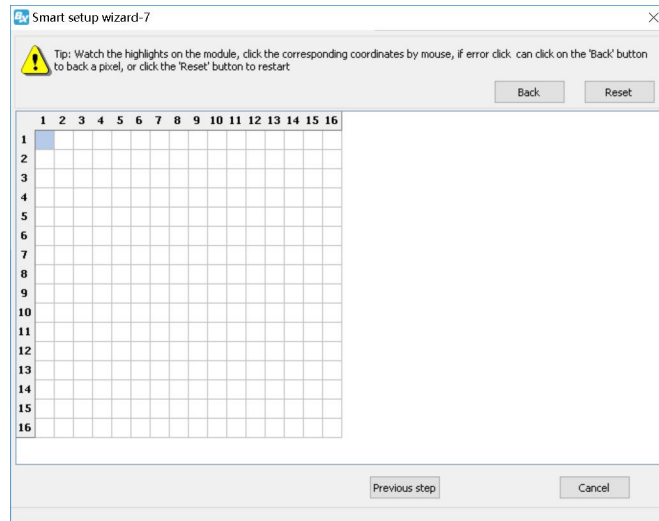 BX Smart setup wizard-7
Tip: Watch the highlights on the module, click the corresponding coordinates by mouse, if error click can click on the 'Back' button
to back a pixel, or click the 'Reset' button to restart
Back Reset
1 2 3 4 5 6 7 8 9 10 11 12 13 14 15 16
1
2
3
4
5
6
7
8
9
10
11
12
13
14
15
16
Previous step Cancel